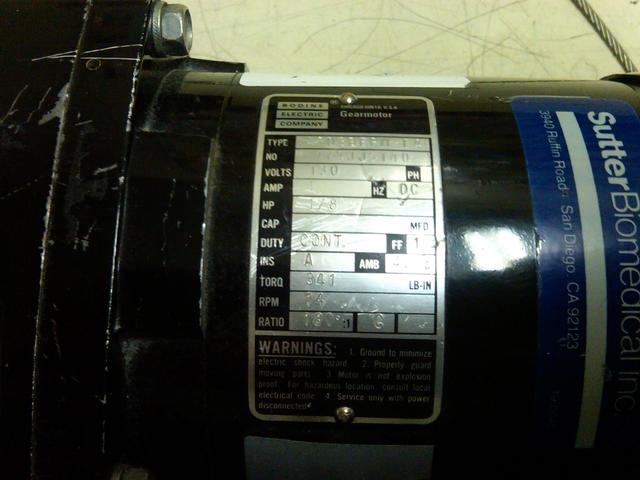 BODINE
ELECTRIC
COMPANY
CHICAGO 60618, U.S.A.
Gearmotor
TYPE
NO
VOLTS 130 PH
AMP HZ DC
HP 1/8
CAP MFD
DUTY CONT. FF 1
INS A AMB
TORQ 341 LB-IN
RPM 14
RATIO 180 :1 C
WARNINGS: 1. Ground to minimize
electric shock hazard. 2. Properly guard
moving parts. 3. Motor is not explosion
proof. For hazardous location, consult local
electrical code. 4. Service only with power
disconnected.
SutterBiomedical Inc.
3940 Ruffin Road San Diego, CA 92123